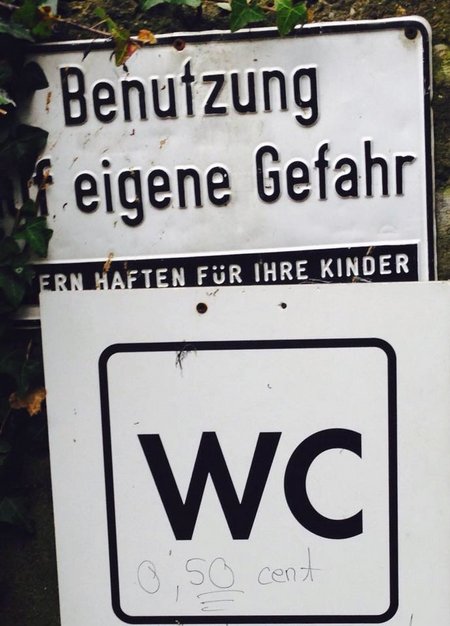 Benutzung
f eigene Gefahr
ERN HAFTEN FÜR IHRE KINDER
WC
0,50 cent